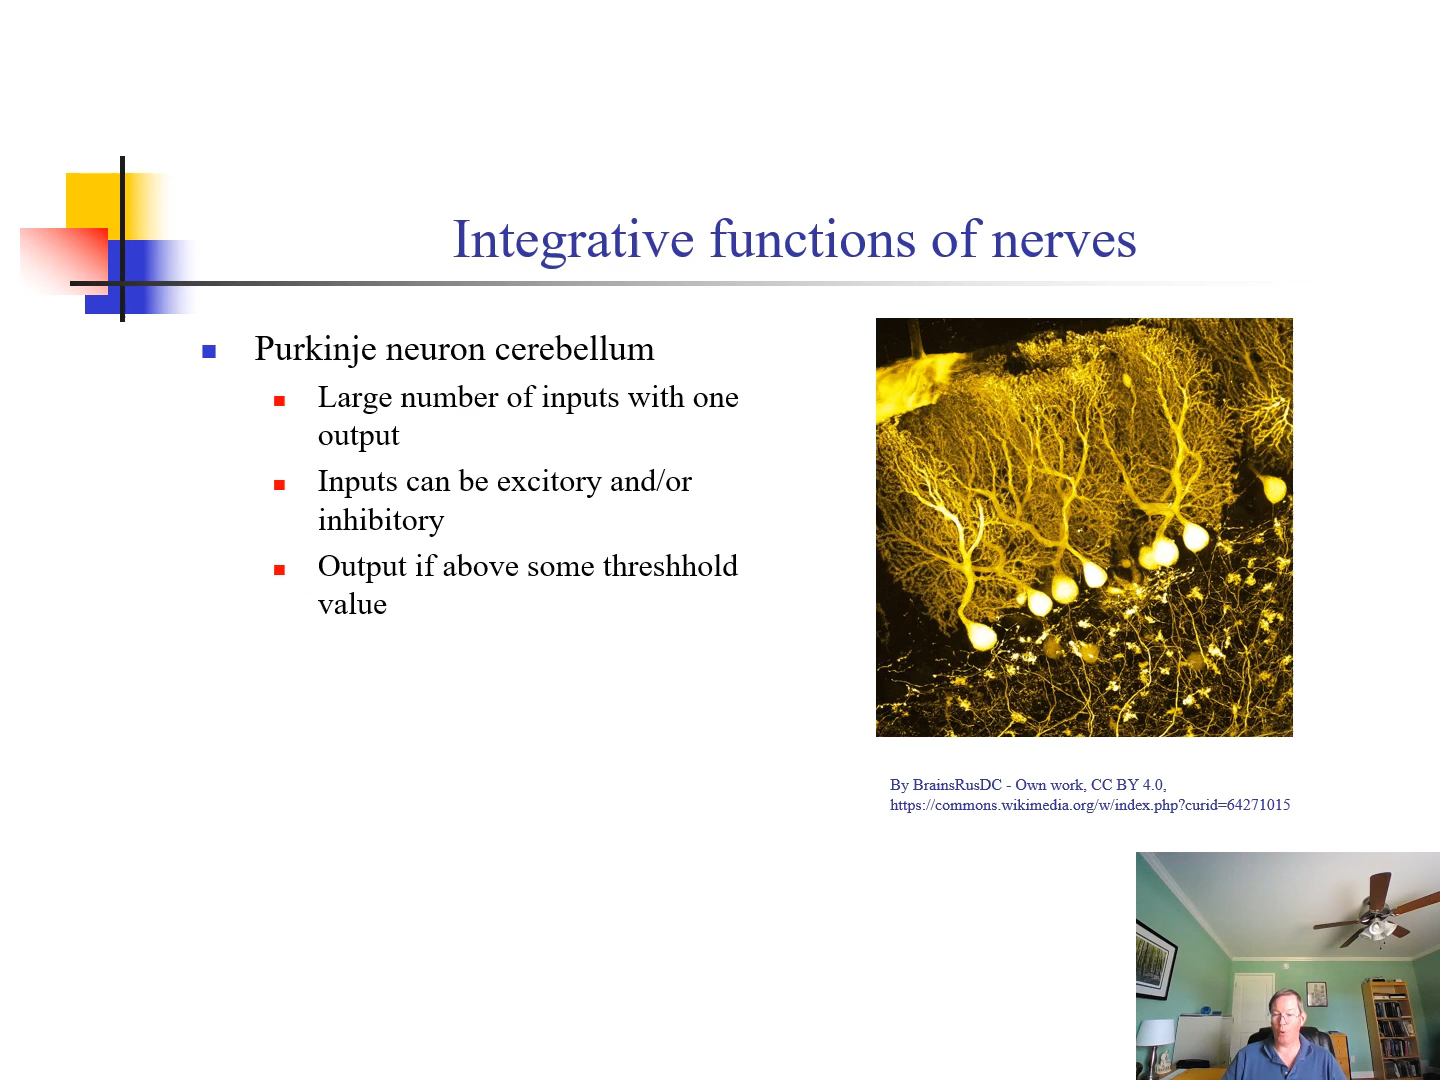 Integrative functions of nerves
Purkinje neuron cerebellum
Large number of inputs with one
output
Inputs can be excitory and/or
inhibitory
Output if above some threshhold
value
By BrainsRusDC - Own work, CC BY 4.0,
https://commons.wikimedia.org/w/index.php?curid=64271015